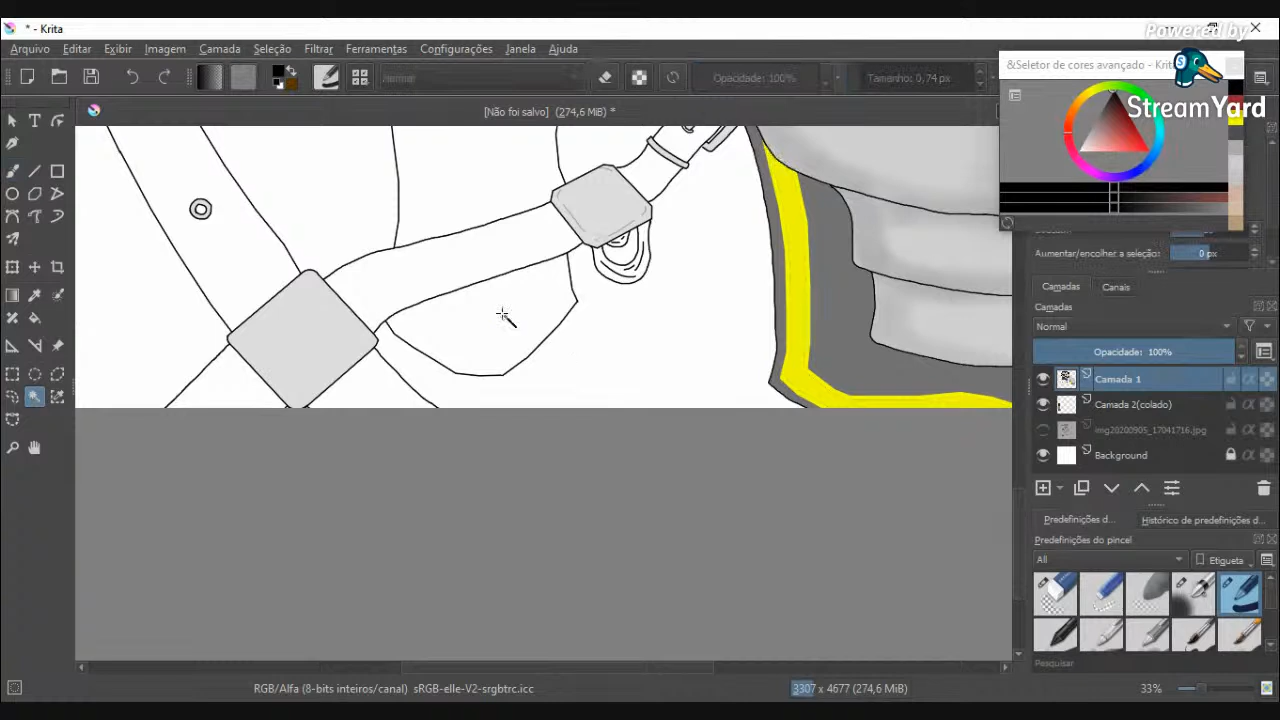 * - Krita
Powered by
Arquivo Editar Exibir Imagem Camada Seleção Filtrar Ferramentas Configurações Janela Ajuda
&Seletor de cores avançado - Krita
StreamYard
Normal Opacidade: 100% Tamanho: 0,74 px
[Não foi salvo] (274,6 MiB) *
Aumentar/encolher a seleção: 0 px
Camadas Canais
Camadas
Normal
Opacidade: 100%
Camada 1
Camada 2(colado)
img20200905_17041716.jpg
Background
Predefinições d... Histórico de predefinições d...
Predefinições do pincel
All Etiqueta
Pesquisar
RGB/Alfa (8-bits inteiros/canal) sRGB-elle-V2-srgbtrc.icc 3307 x 4677 (274,6 MiB) 33%